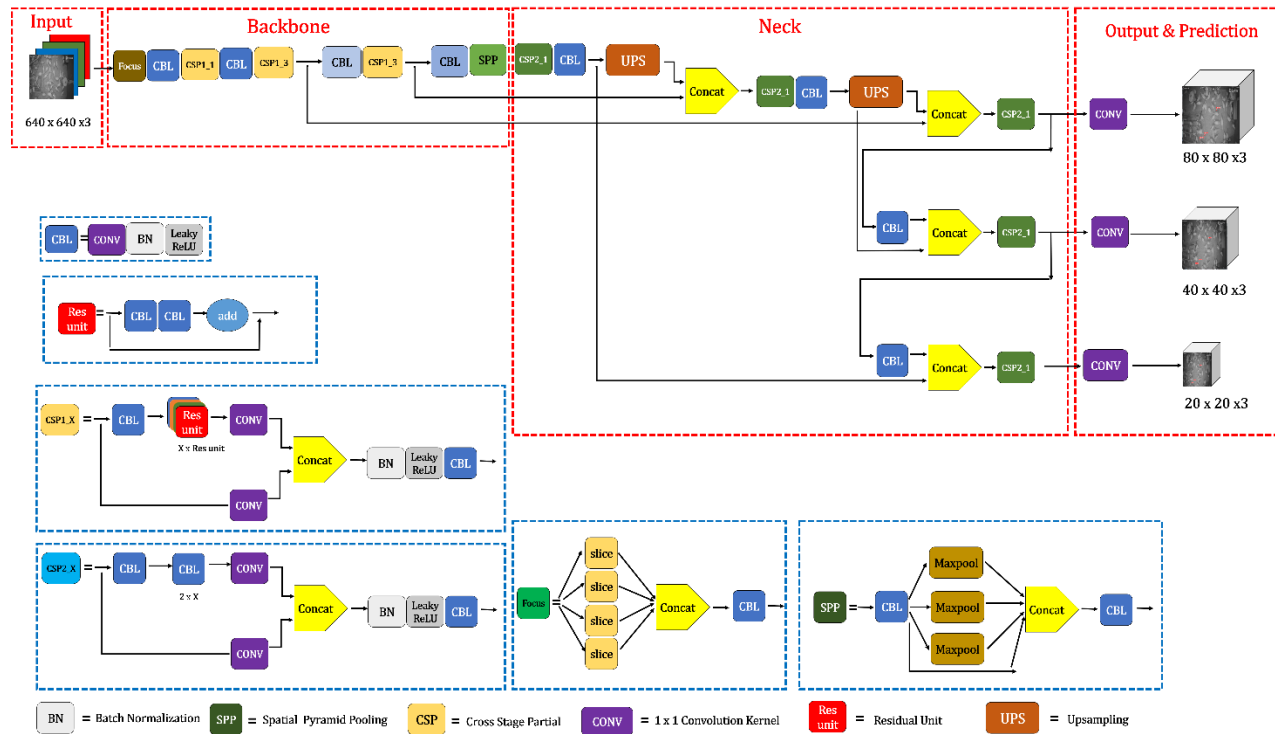 Input
Backbone
Neck
Output & Prediction
640 x 640 x3
Focus
CBL
CSP1_1
CBL
CSP1_3
CBL
CSP1_3
CBL
SPP
CSP2_1
CBL
UPS
Concat
CSP2_1
CBL
UPS
Concat
CSP2_1
CONV
80 x 80 x3
CBL
Concat
CSP2_1
CONV
40 x 40 x3
CBL
Concat
CSP2_1
CONV
20 x 20 x3
CBL
=
CONV
BN
Leaky
ReLU
Res
unit
=
CBL
CBL
add
CSP1_X
=
CBL
Res
unit
X x Res unit
CONV
CONV
Concat
BN
Leaky
ReLU
CBL
CSP2_X
=
CBL
CBL
2 x X
CONV
CONV
Concat
BN
Leaky
ReLU
CBL
Focus
=
slice
slice
slice
slice
Concat
CBL
SPP
=
CBL
Maxpool
Maxpool
Maxpool
Concat
CBL
BN
= Batch Normalization
SPP
= Spatial Pyramid Pooling
CSP
= Cross Stage Partial
CONV
= 1 x 1 Convolution Kernel
Res
unit
= Residual Unit
UPS
= Upsampling